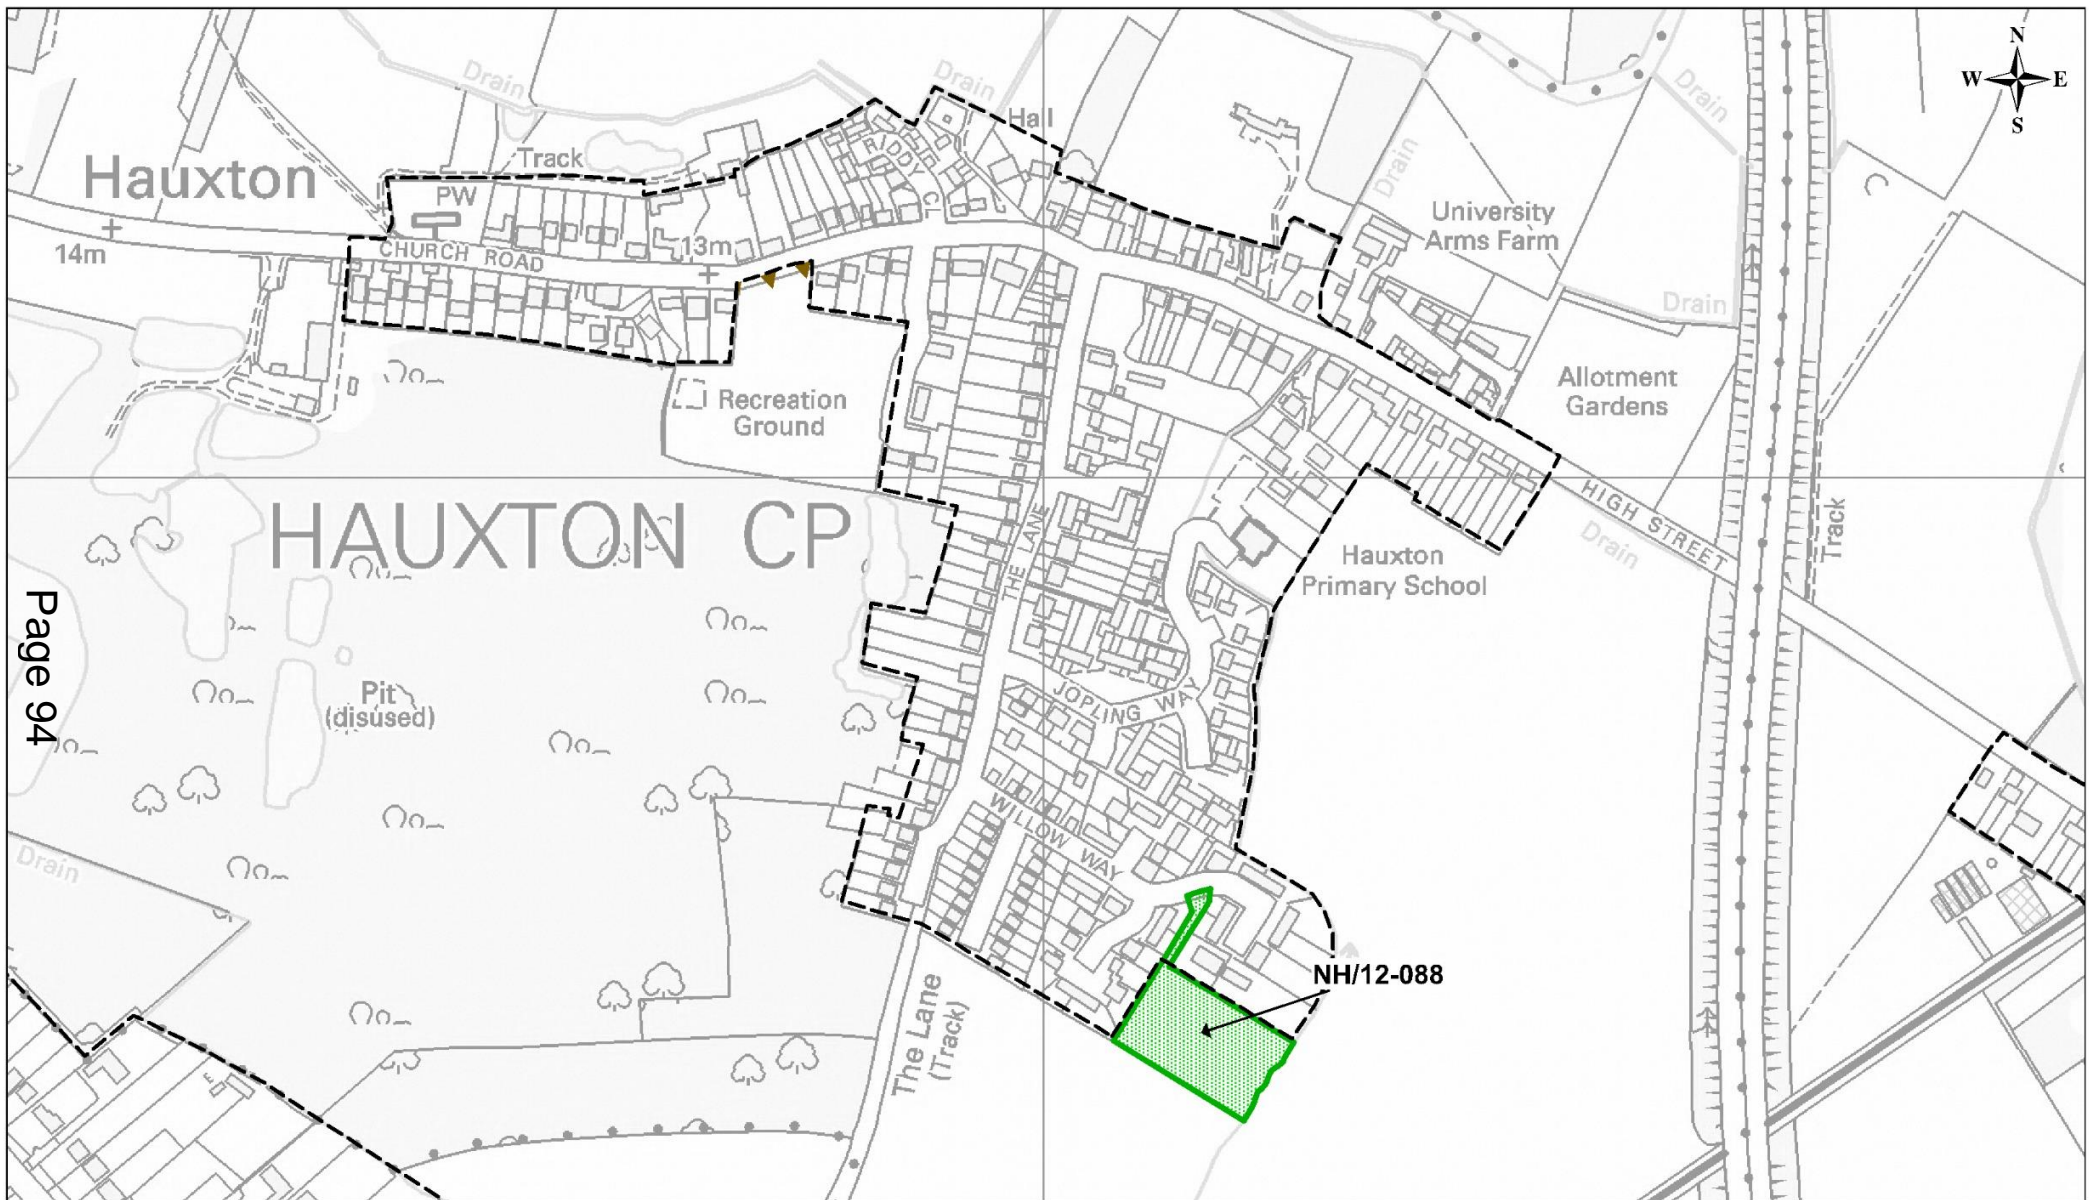 N
W E
S
Drain
Drain
Drain
Hall
Track
RIDDY CL
Drain
Hauxton
PW
University
Arms Farm
13m
CHURCH ROAD
14m
Drain
Allotment
Gardens
Recreation
Ground
HIGH STREET
HAUXTON CP
THE LANE
Track
Drain
Hauxton
Primary School
Page 94
Pit
(disused)
JOPLING WAY
WILLOW WAY
Drain
NH/12-088
The Lane
(Track)